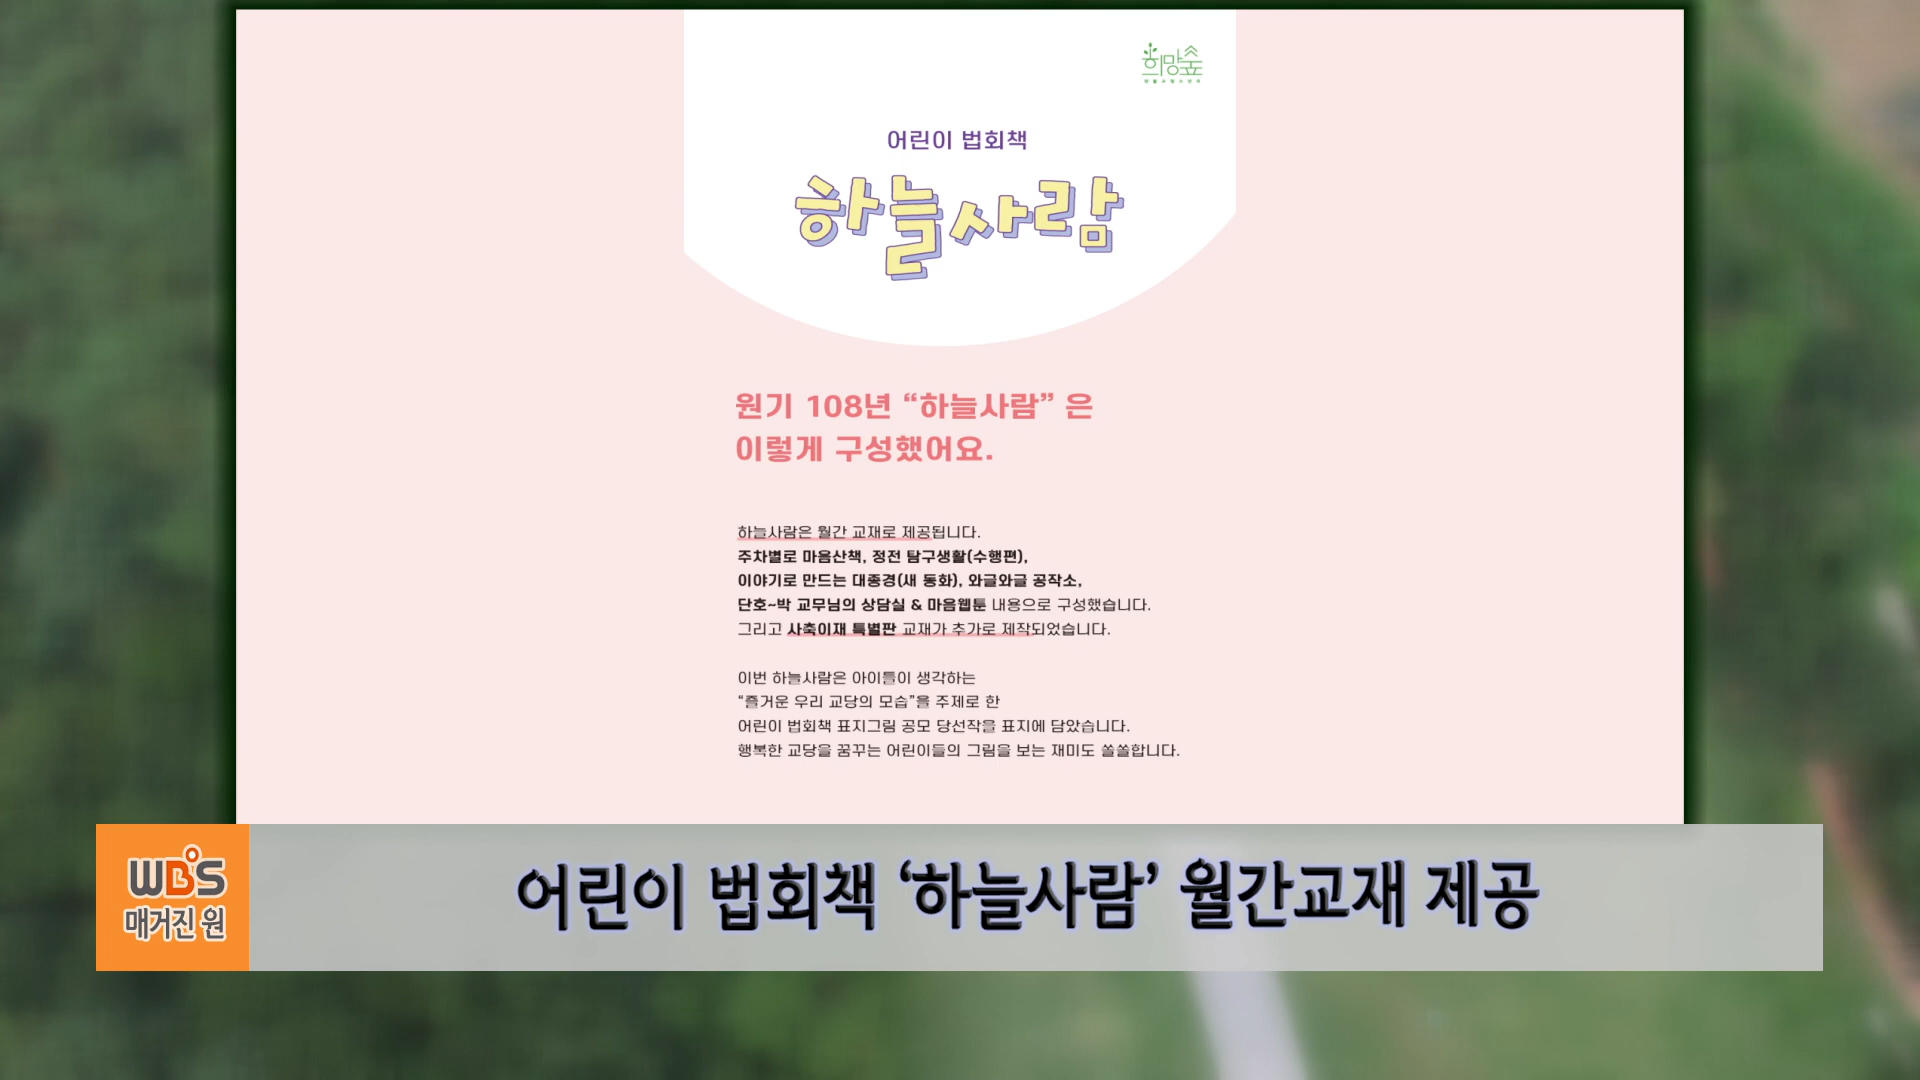 희망숲
어린이 법회책
하늘사람
원기 108년 “하늘사람” 은
이렇게 구성했어요.
하늘사람은 월간 교재로 제공됩니다.
주차별로 마음산책, 정전 탐구생활(수행편),
이야기로 만드는 대종경(새 동화), 와글와글 공작소,
단호~박 교무님의 상담실 & 마음웹툰 내용으로 구성했습니다.
그리고 사축이재 특별판 교재가 추가로 제작되었습니다.
이번 하늘사람은 아이들이 생각하는
“즐거운 우리 교당의 모습”을 주제로 한
어린이 법회책 표지그림 공모 당선작을 표지에 담았습니다.
행복한 교당을 꿈꾸는 어린이들의 그림을 보는 재미도 쏠쏠합니다.
WBS
매거진 원
어린이 법회책 ‘하늘사람’ 월간교재 제공